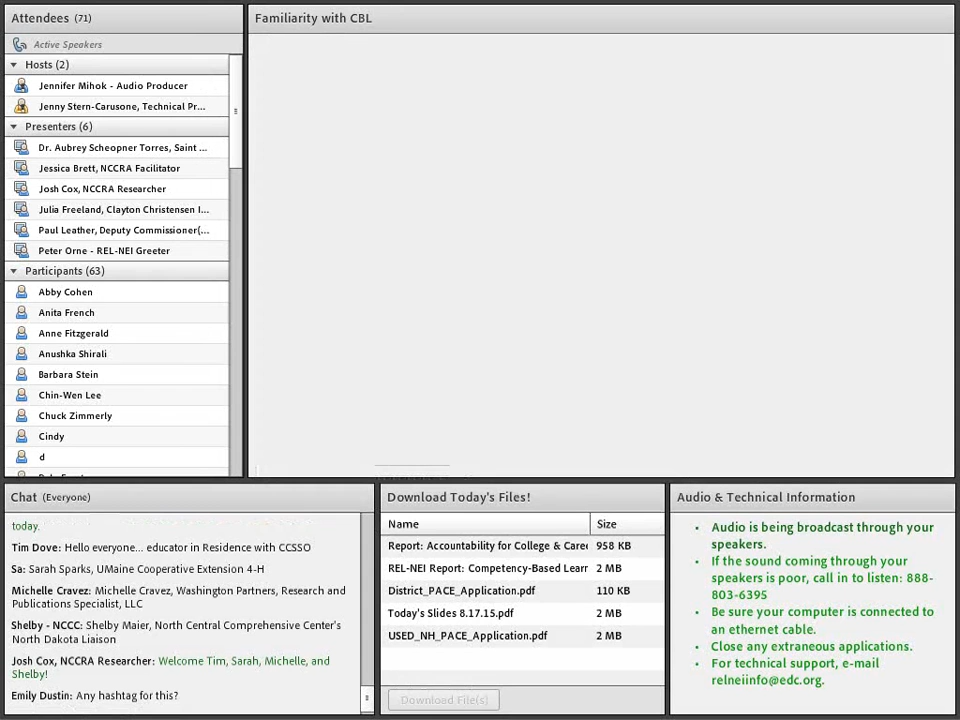 Attendees (71)
Active Speakers
Hosts (2)
Jennifer Mihok - Audio Producer
Jenny Stern-Carusone, Technical Pr...
Presenters (6)
Dr. Aubrey Scheopner Torres, Saint ...
Jessica Brett, NCCRA Facilitator
Josh Cox, NCCRA Researcher
Julia Freeland, Clayton Christensen I...
Paul Leather, Deputy Commissioner(...
Peter Orne - REL-NEI Greeter
Participants (63)
Abby Cohen
Anita French
Anne Fitzgerald
Anushka Shirali
Barbara Stein
Chin-Wen Lee
Chuck Zimmerly
Cindy
d
Familiarity with CBL
Chat (Everyone)
today.
Tim Dove: Hello everyone... educator in Residence with CCSSO
Sa: Sarah Sparks, UMaine Cooperative Extension 4-H
Michelle Cravez: Michelle Cravez, Washington Partners, Research and
Publications Specialist, LLC
Shelby - NCCC: Shelby Maier, North Central Comprehensive Center's
North Dakota Liaison
Josh Cox, NCCRA Researcher: Welcome Tim, Sarah, Michelle, and
Shelby!
Emily Dustin: Any hashtag for this?
Download Today's Files!
Name Size
Report: Accountability for College & Caree 958 KB
REL-NEI Report: Competency-Based Learr 2 MB
District_PACE_Application.pdf 110 KB
Today's Slides 8.17.15.pdf 2 MB
USED_NH_PACE_Application.pdf 2 MB
Download File(s)
Audio & Technical Information
• Audio is being broadcast through your
speakers.
• If the sound coming through your
speakers is poor, call in to listen: 888-
803-6395
• Be sure your computer is connected to
an ethernet cable.
• Close any extraneous applications.
• For technical support, e-mail
relneiinfo@edc.org.